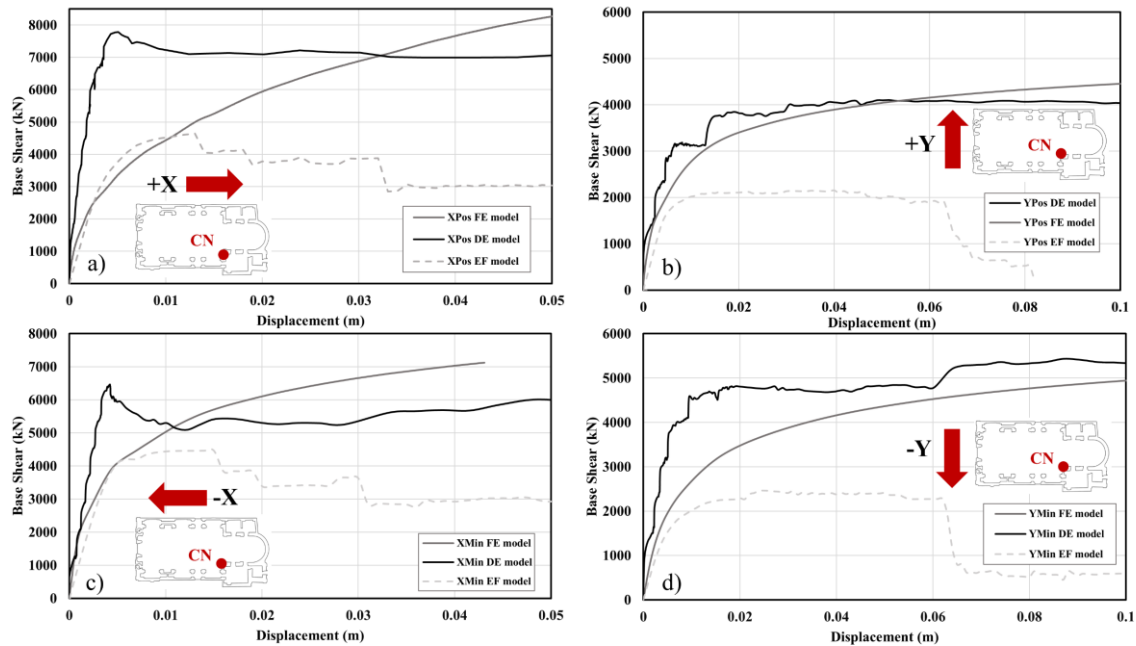 8000
7000
6000
5000
4000
3000
2000
1000
0
Base Shear (kN)
+X
CN
XPos FE model
XPos DE model
XPos EF model
a)
0 0.01 0.02 0.03 0.04 0.05
Displacement (m)
6000
5000
4000
3000
2000
1000
0
Base Shear (kN)
+Y
CN
YPos DE model
YPos FE model
YPos EF model
b)
0 0.02 0.04 0.06 0.08 0.1
Displacement (m)
8000
7000
6000
5000
4000
3000
2000
1000
0
Base Shear (kN)
-X
CN
XMin FE model
XMin DE model
XMin EF model
c)
0 0.01 0.02 0.03 0.04 0.05
Displacement (m)
6000
5000
4000
3000
2000
1000
0
Base Shear (kN)
-Y
CN
YMin FE model
YMin DE model
YMin EF model
d)
0 0.02 0.04 0.06 0.08 0.1
Displacement (m)